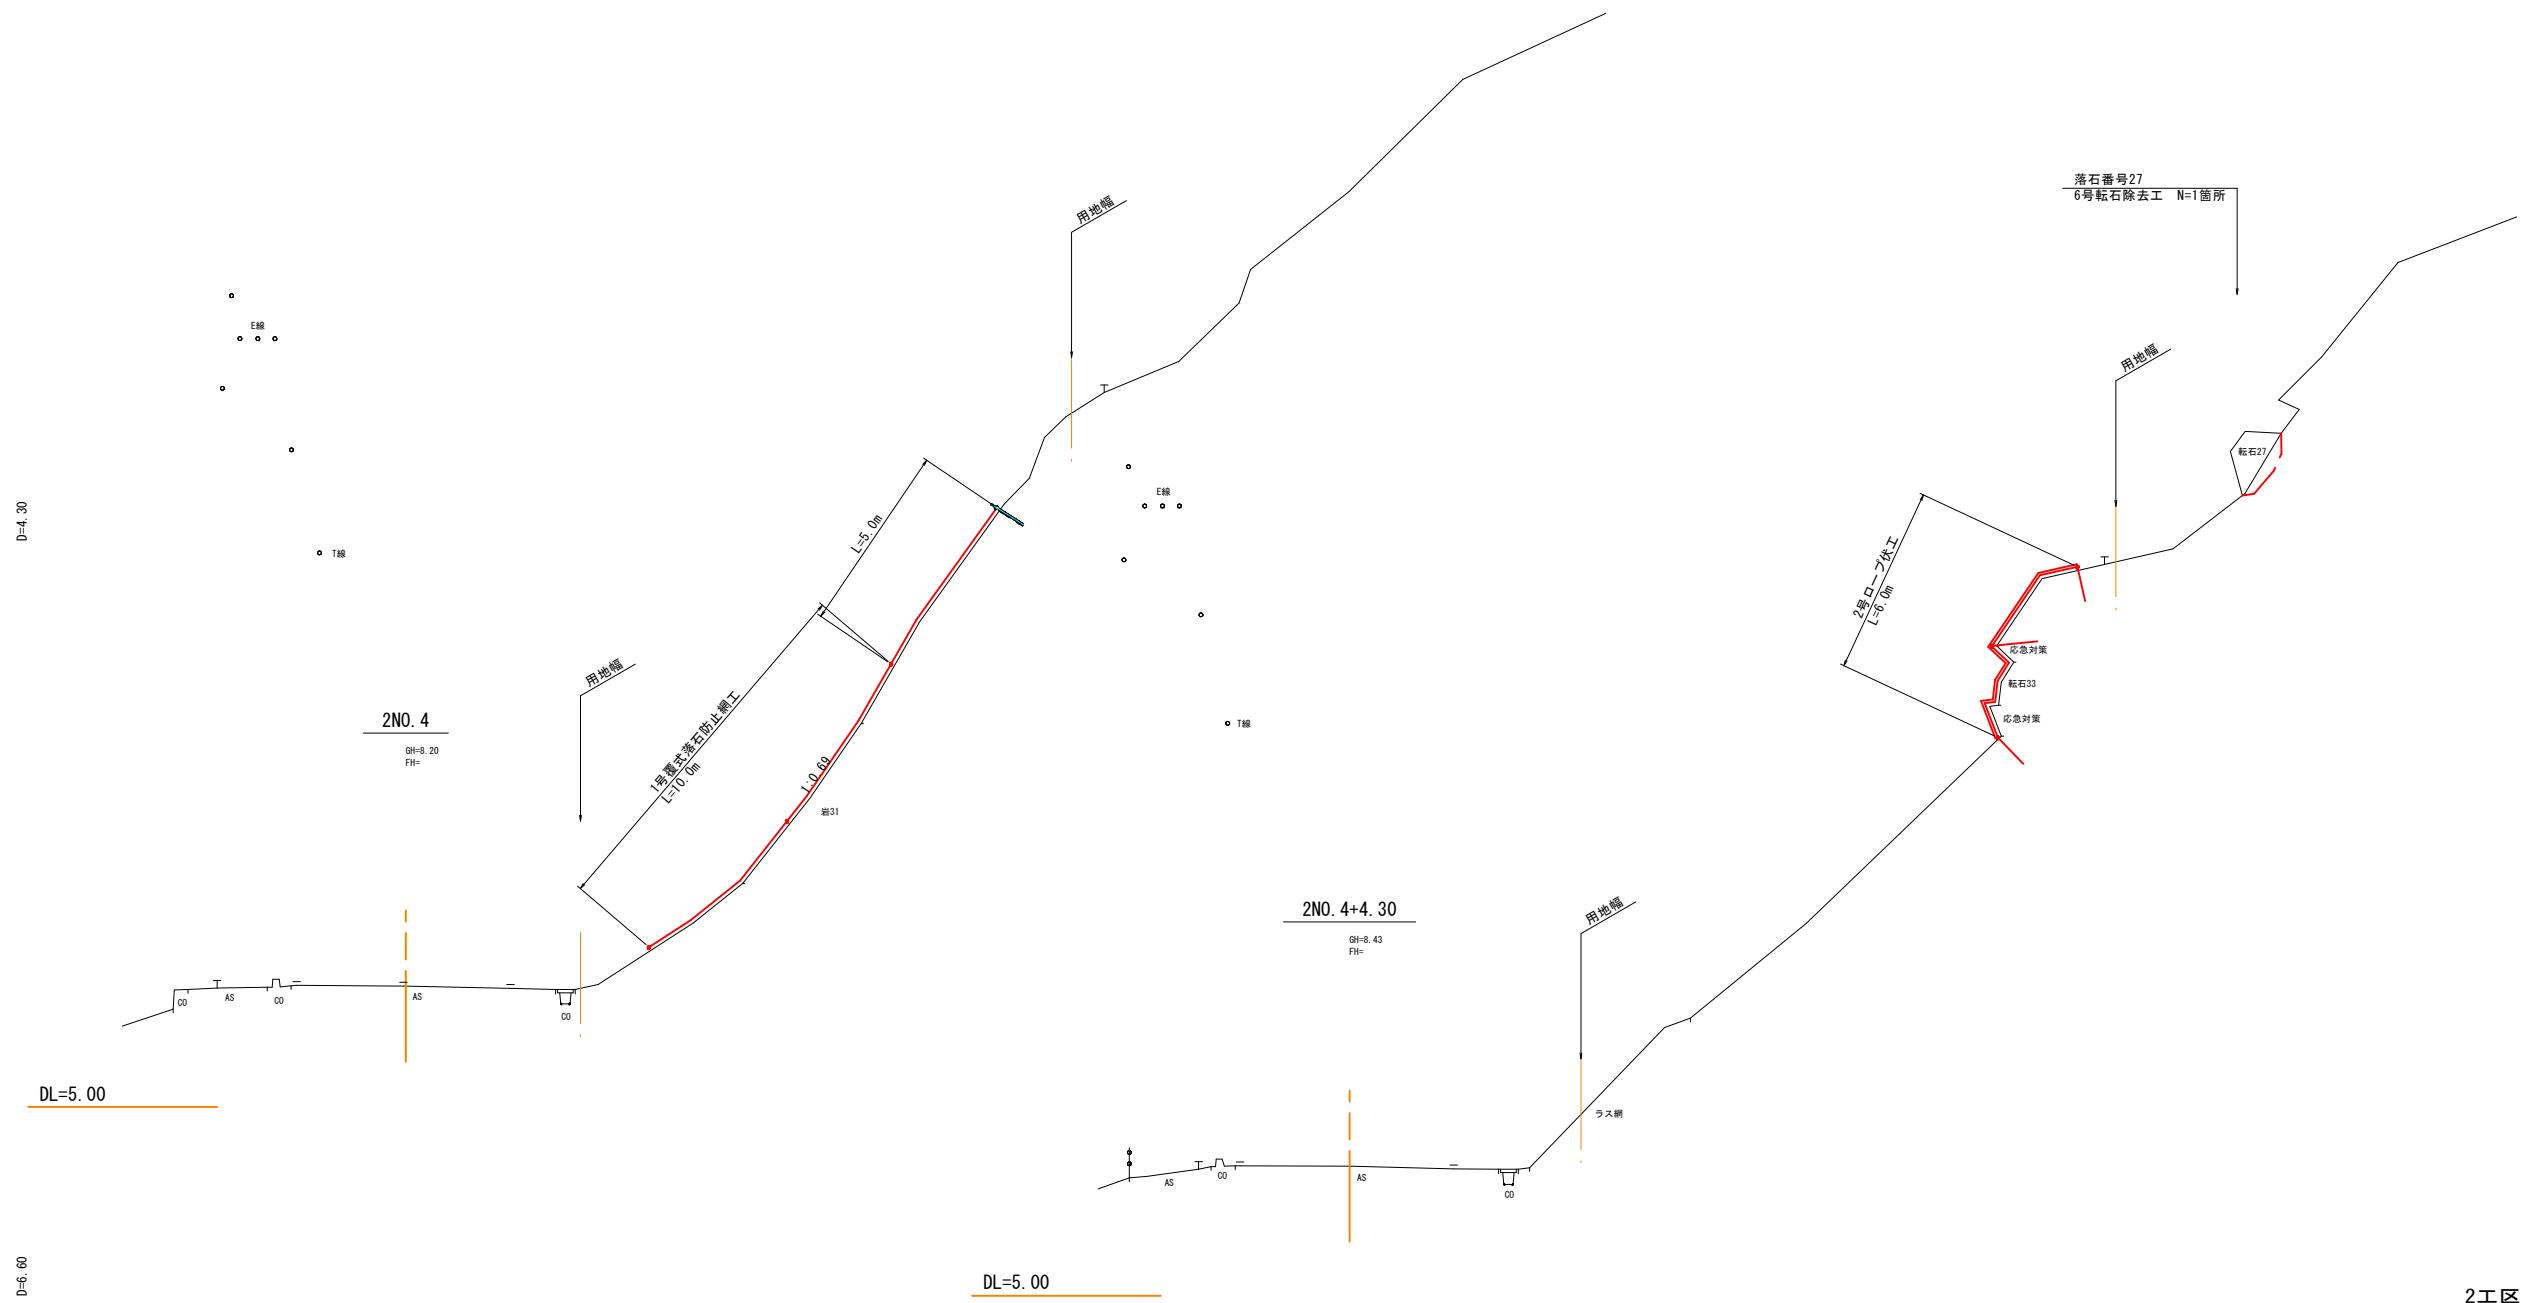 落石番号27
6号転石除去工　N=1箇所
用地幅
E線
T線
D=4.30
L=5.0m
1号覆式落石防止網工
L=10.0m
1:0.69
岩31
用地幅
2NO.4
GH=8.20
FH=
CO
AS
CO
AS
CO
DL=5.00
用地幅
転石27
E線
T線
2号ロープ伏工
L=6.0m
応急対策
転石33
応急対策
2NO.4+4.30
GH=8.43
FH=
用地幅
ラス網
AS
CO
AS
CO
D=6.60
DL=5.00
2工区